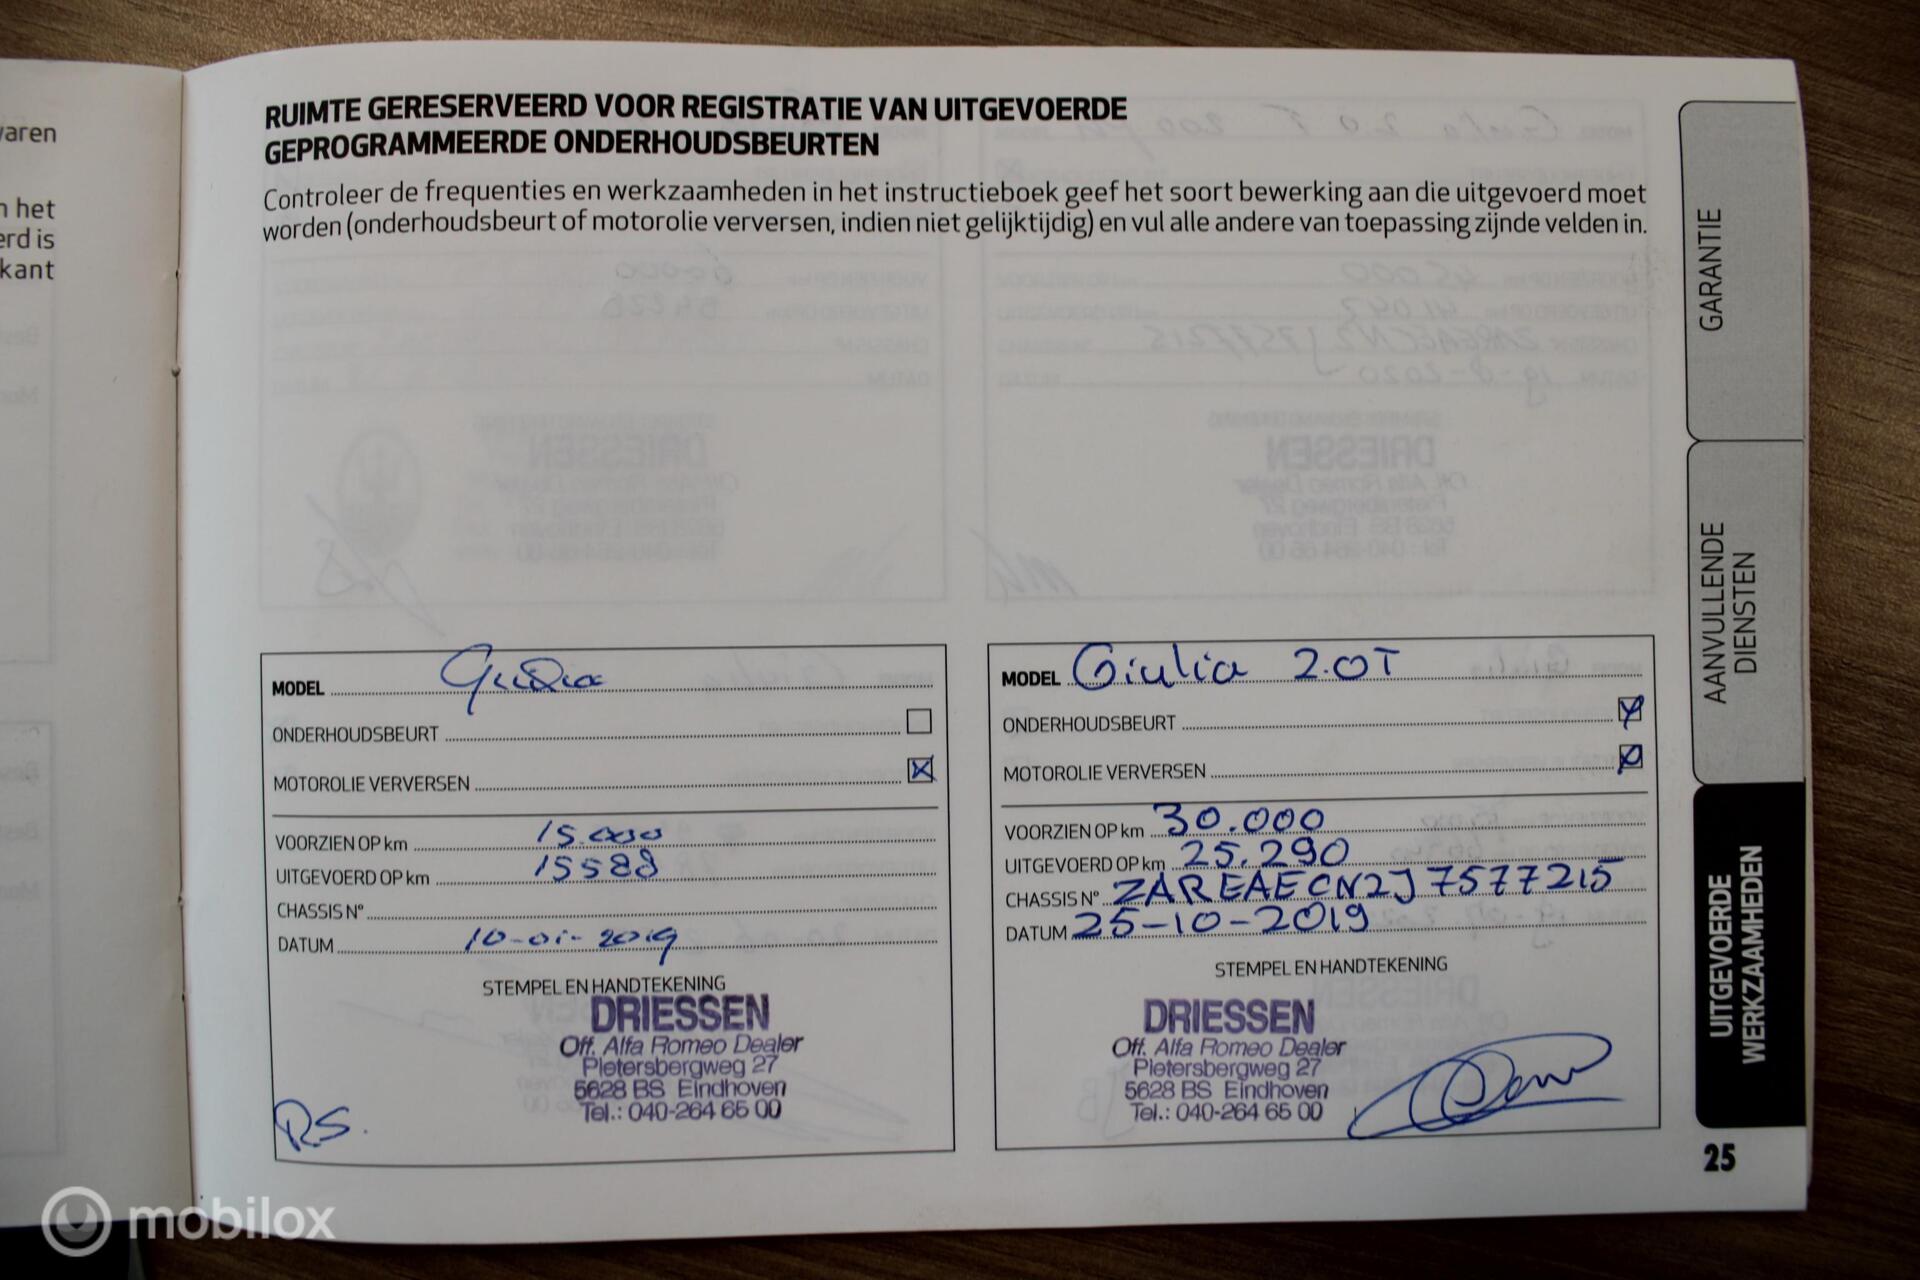 varen
n het
erd is
kant
RUIMTE GERESERVEERD VOOR REGISTRATIE VAN UITGEVOERDE
GEPROGRAMMEERDE ONDERHOUDSBEURTEN
Controleer de frequenties en werkzaamheden in het instructieboek geef het soort bewerking aan die uitgevoerd moet
worden (onderhoudsbeurt of motorolie verversen, indien niet gelijktijdig) en vul alle andere van toepassing zijnde velden in.
MODEL Giulia
ONDERHOUDSBEURT
MOTOROLIE VERVERSEN
VOORZIEN OP km 15.000
UITGEVOERD OP km 15588
CHASSIS N°
DATUM 10-01-2019
STEMPEL EN HANDTEKENING
DRIESSEN
Off. Alfa Romeo Dealer
Pietersbergweg 27
5628 BS Eindhoven
Tel.: 040-264 65 00
RS.
MODEL Giulia 2.0T
ONDERHOUDSBEURT
MOTOROLIE VERVERSEN
VOORZIEN OP km 30.000
UITGEVOERD OP km 25.290
CHASSIS N° ZAREAECN2J7577215
DATUM 25-10-2019
STEMPEL EN HANDTEKENING
DRIESSEN
Off. Alfa Romeo Dealer
Pietersbergweg 27
5628 BS Eindhoven
Tel.: 040-264 65 00
GARANTIE
AANVULLENDE
DIENSTEN
UITGEVOERDE
WERKZAAMHEDEN
25
mobilox